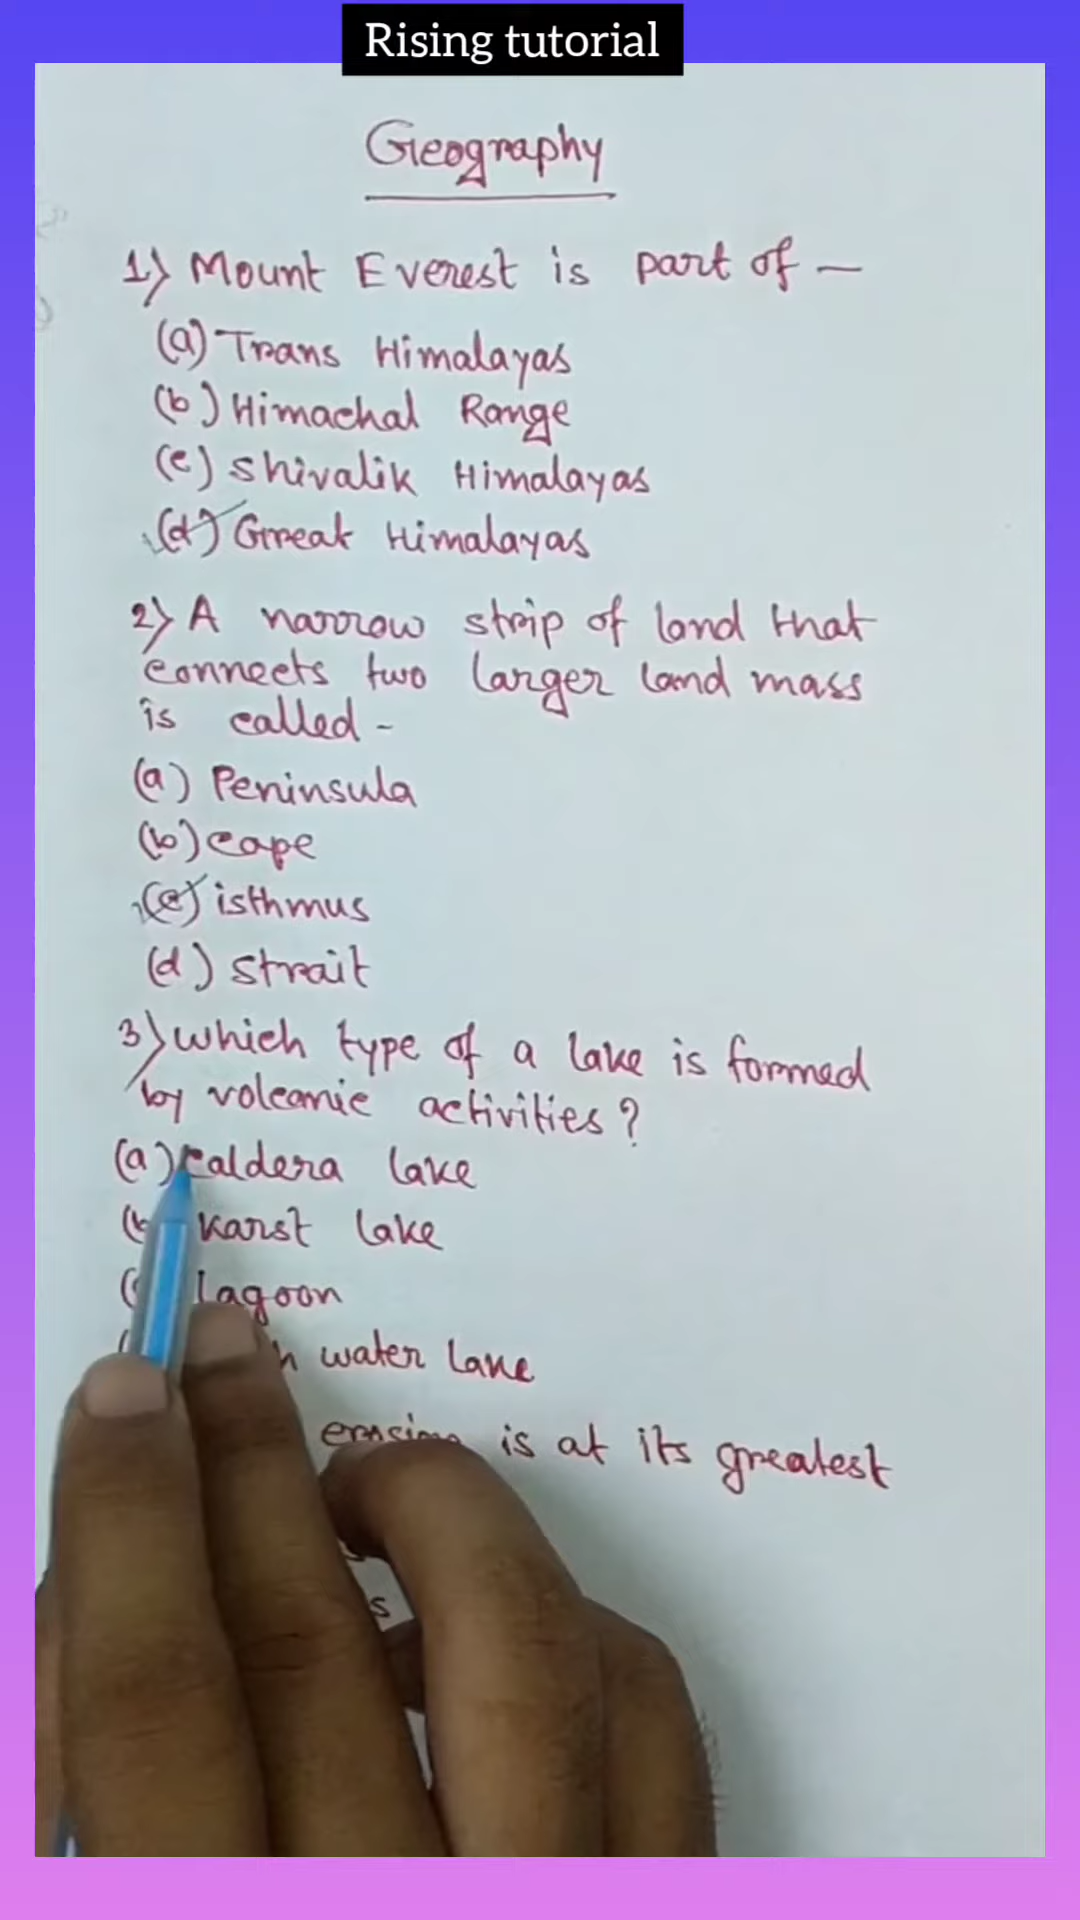 Rising tutorial
Geography
1) Mount Everest is part of —
(a) Trans Himalayas
(b) Himachal Range
(c) Shivalik Himalayas
(d) Great Himalayas
2) A narrow strip of land that
connects two larger land mass
is called -
(a) Peninsula
(b) cape
(c) isthmus
(d) strait
3) which type of a lake is formed
by volcanic activities?
(a) caldera lake
(b karst lake
( lagoon
( water lake
erosion is at its greatest